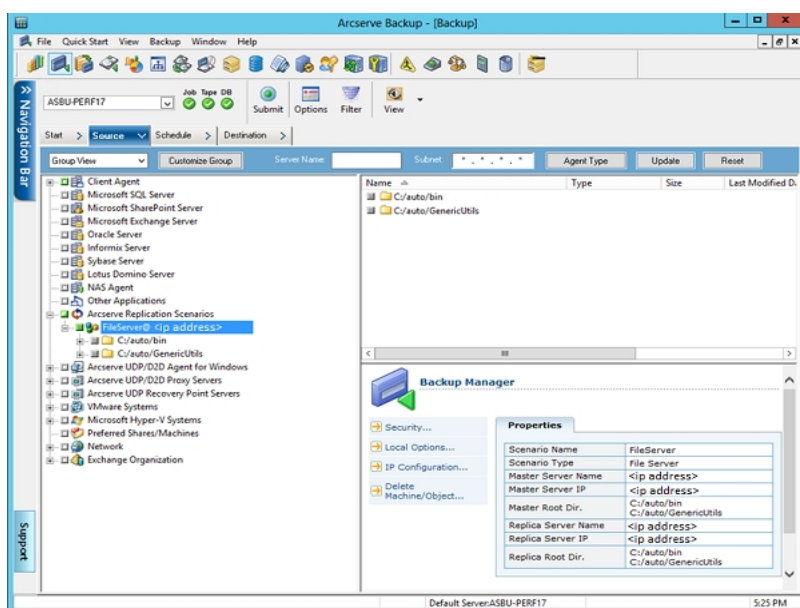 Arcserve Backup - [Backup]
File Quick Start View Backup Window Help
Job Tape DB
ASBU-PERF17
Submit Options Filter View
Start > Source Schedule > Destination >
Group View Customize Group Server Name: Subnet: * . * . * . * Agent Type Update Reset
Navigation Bar
Client Agent
Microsoft SQL Server
Microsoft SharePoint Server
Microsoft Exchange Server
Oracle Server
Informix Server
Sybase Server
Lotus Domino Server
NAS Agent
Other Applications
Arcserve Replication Scenarios
FileServer@ <ip address>
C:/auto/bin
C:/auto/GenericUtils
Arcserve UDP/D2D Agent for Windows
Arcserve UDP/D2D Proxy Servers
Arcserve UDP Recovery Point Servers
VMware Systems
Microsoft Hyper-V Systems
Preferred Shares/Machines
Network
Exchange Organization
Name Type Size Last Modified D.
C:/auto/bin
C:/auto/GenericUtils
Backup Manager
Security...
Local Options...
IP Configuration...
Delete
Machine/Object...
Properties
Scenario Name FileServer
Scenario Type File Server
Master Server Name <ip address>
Master Server IP <ip address>
Master Root Dir. C:/auto/bin
C:/auto/GenericUtils
Replica Server Name <ip address>
Replica Server IP <ip address>
Replica Root Dir. C:/auto/bin
C:/auto/GenericUtils
Support
Default Server:ASBU-PERF17 5:25 PM